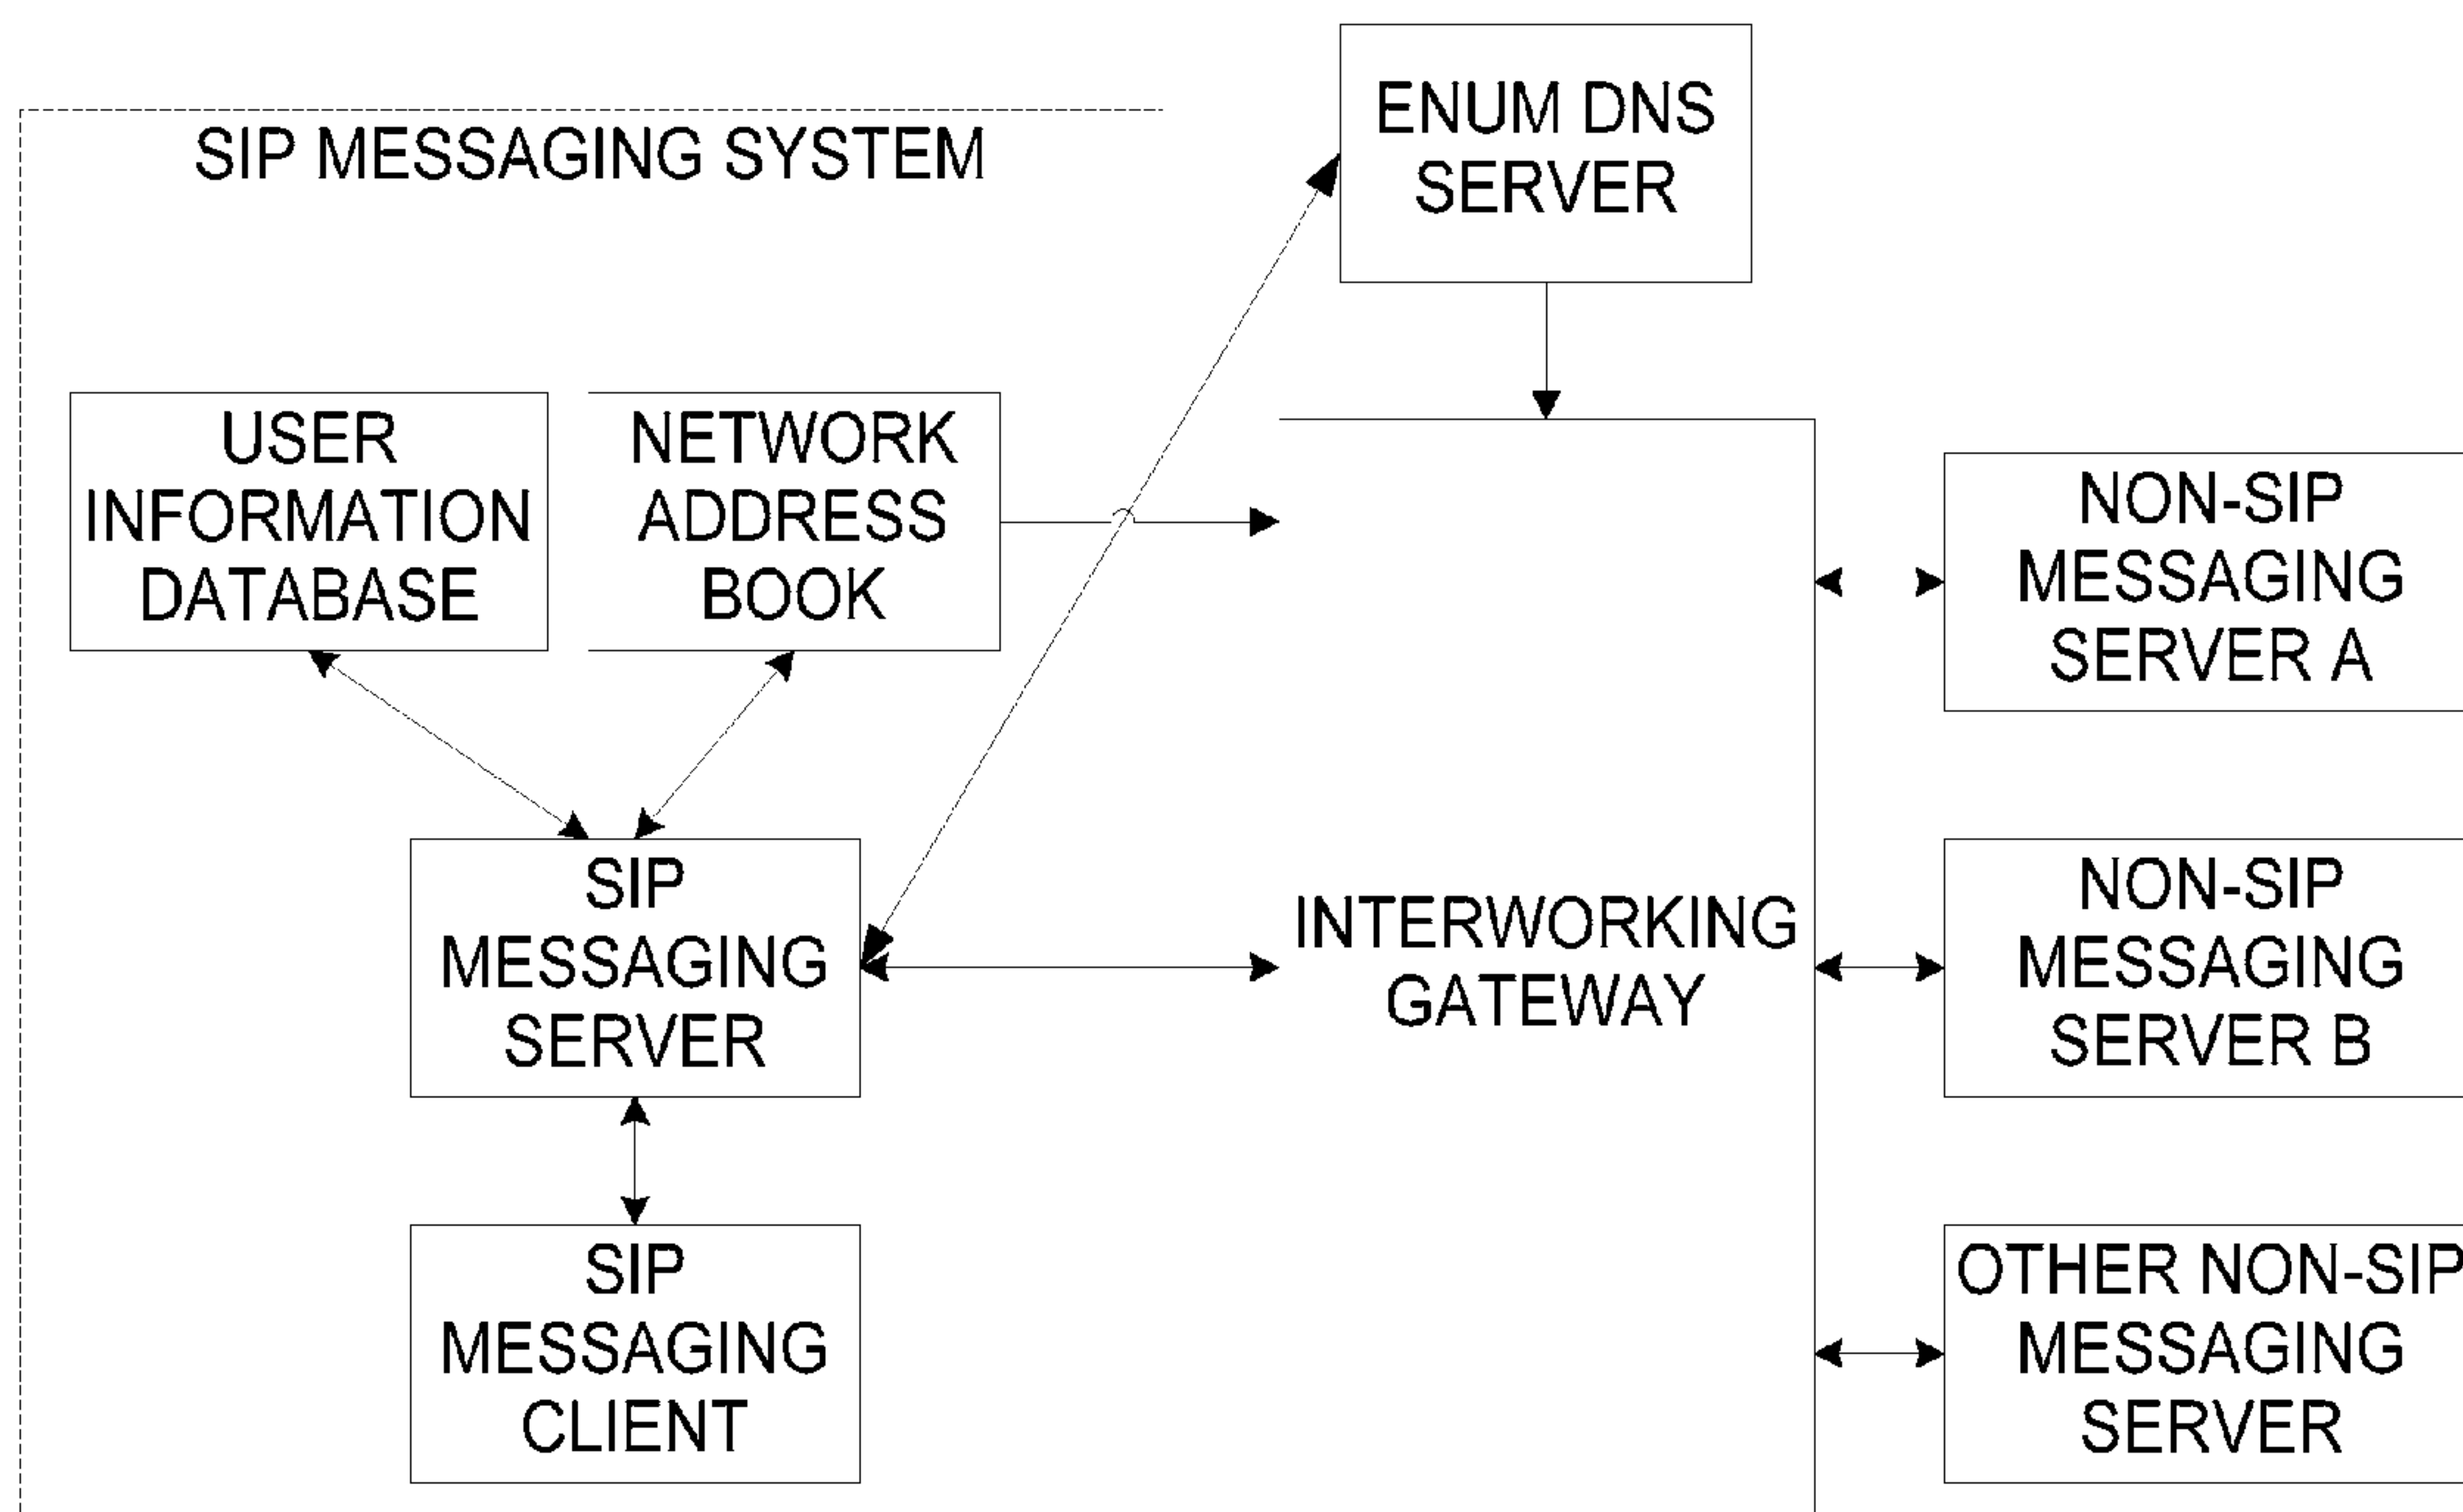 ENUM DNS
SERVER
SIP MESSAGING SYSTEM
USER
INFORMATION
DATABASE
NETWORK
ADDRESS
BOOK
NON-SIP
MESSAGING
SERVER A
SIP
MESSAGING
SERVER
INTERWORKING
GATEWAY
NON-SIP
MESSAGING
SERVER B
SIP
MESSAGING
CLIENT
OTHER NON-SIP
MESSAGING
SERVER